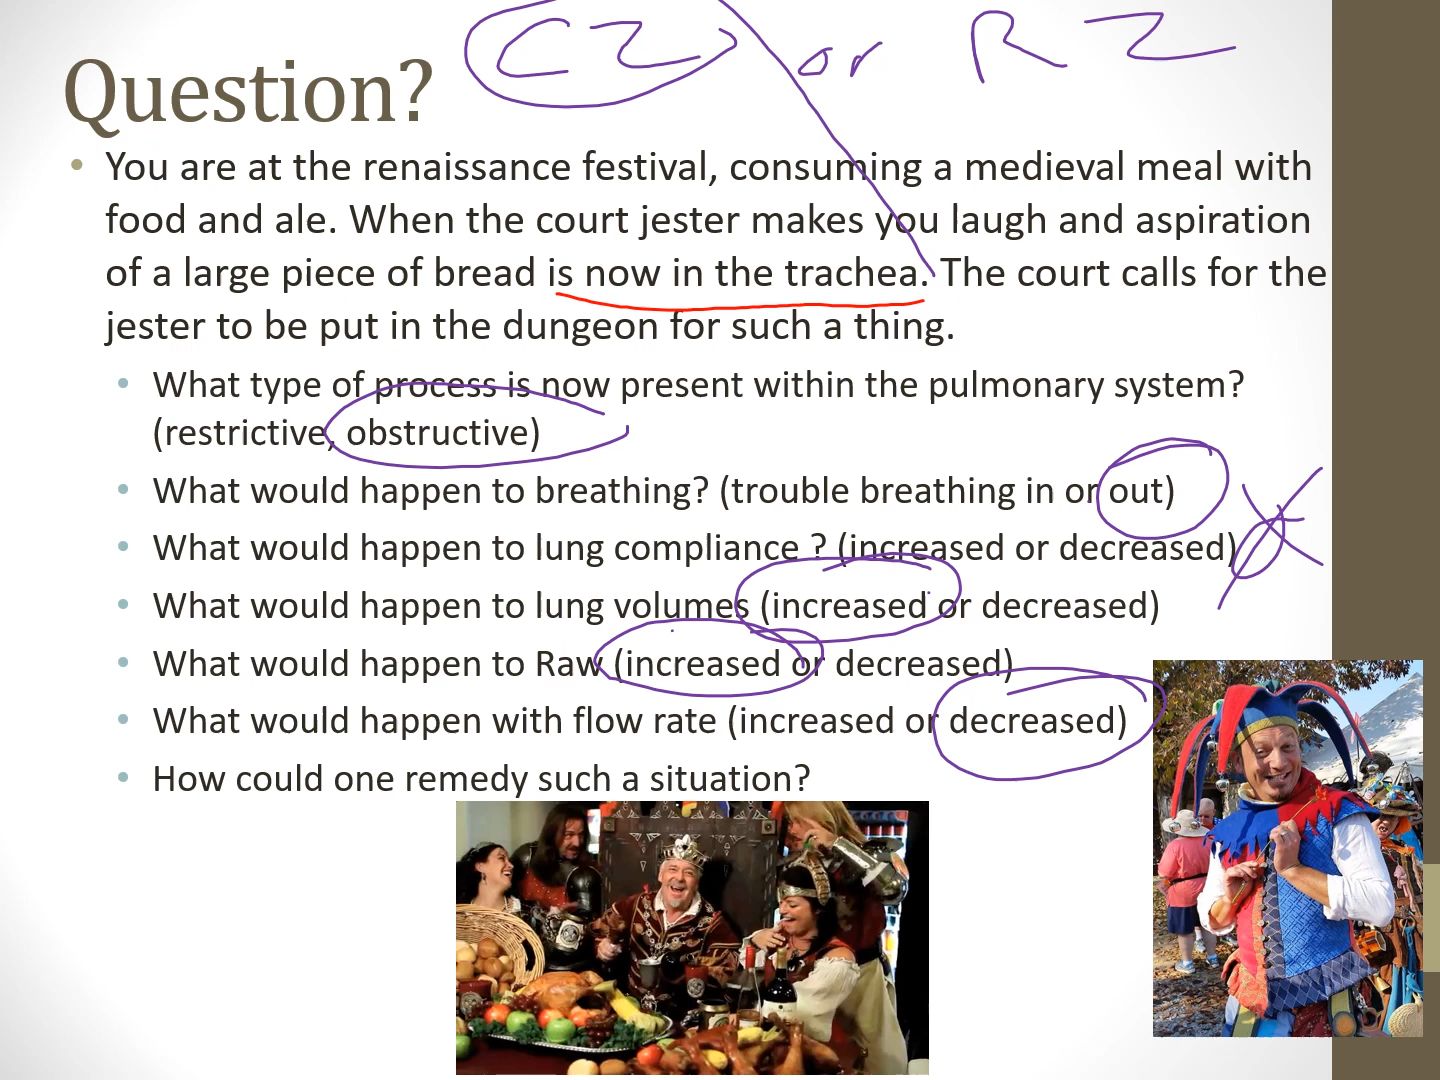 CZ or RZ
Question?
• You are at the renaissance festival, consuming a medieval meal with
food and ale. When the court jester makes you laugh and aspiration
of a large piece of bread is now in the trachea. The court calls for the
jester to be put in the dungeon for such a thing.
• What type of process is now present within the pulmonary system?
(restrictive, obstructive)
• What would happen to breathing? (trouble breathing in or out)
• What would happen to lung compliance ? (increased or decreased)
• What would happen to lung volumes (increased or decreased)
• What would happen to Raw (increased or decreased)
• What would happen with flow rate (increased or decreased)
• How could one remedy such a situation?